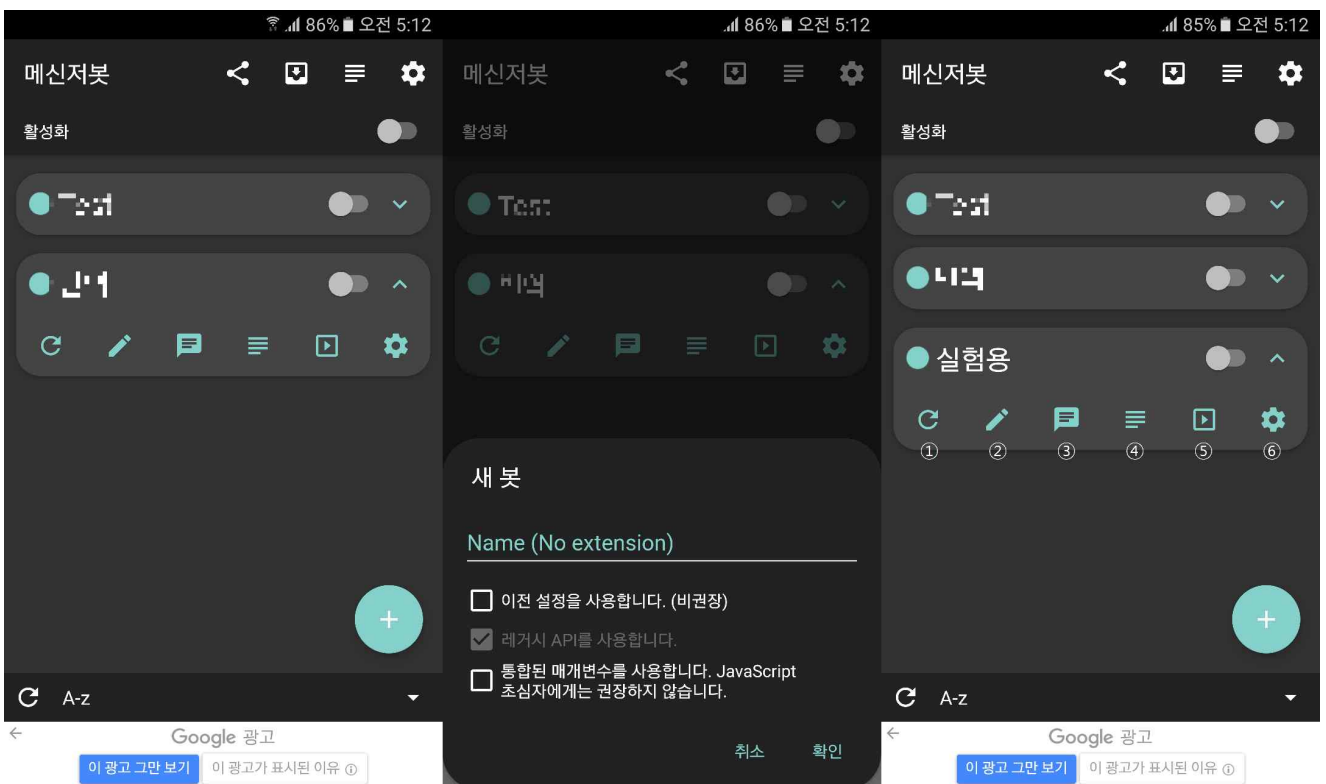 86% 오전 5:12
메신저봇
활성화
A-z
Google 광고
이 광고 그만 보기
이 광고가 표시된 이유
86% 오전 5:12
메신저봇
활성화
새 봇
Name (No extension)
이전 설정을 사용합니다. (비권장)
레거시 API를 사용합니다.
통합된 매개변수를 사용합니다. JavaScript
초심자에게는 권장하지 않습니다.
취소 확인
85% 오전 5:12
메신저봇
활성화
실험용
① ② ③ ④ ⑤ ⑥
A-z
Google 광고
이 광고 그만 보기
이 광고가 표시된 이유